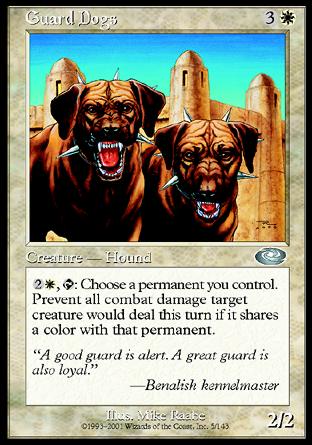 Guard Dogs 3
Creature — Hound
2, : Choose a permanent you control.
Prevent all combat damage target
creature would deal this turn if it shares
a color with that permanent.
“A good guard is alert. A great guard is
also loyal.”
—Benalish kennelmaster
Illus. Mike Raabe
2/2
©1993–2001 Wizards of the Coast, Inc. 5/143